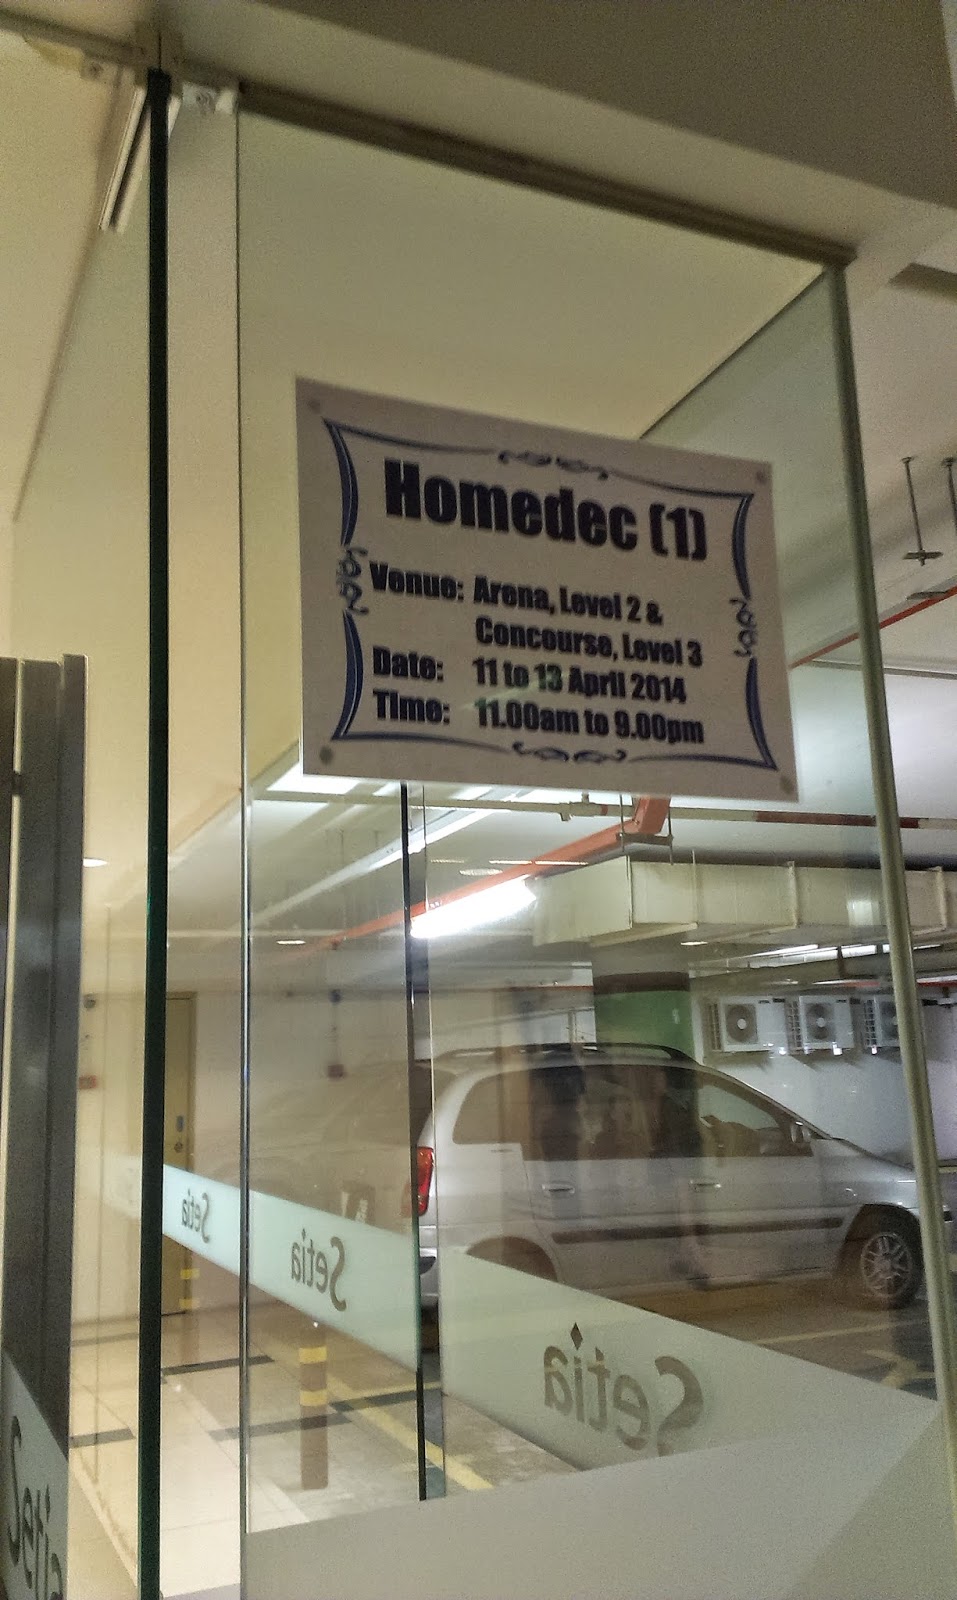 Homedec (1)
Venue: Arena, Level 2 &
Concourse, Level 3
Date: 11 to 13 April 2014
Time: 11.00am to 9.00pm
Setia
Setia
Setia
Setia